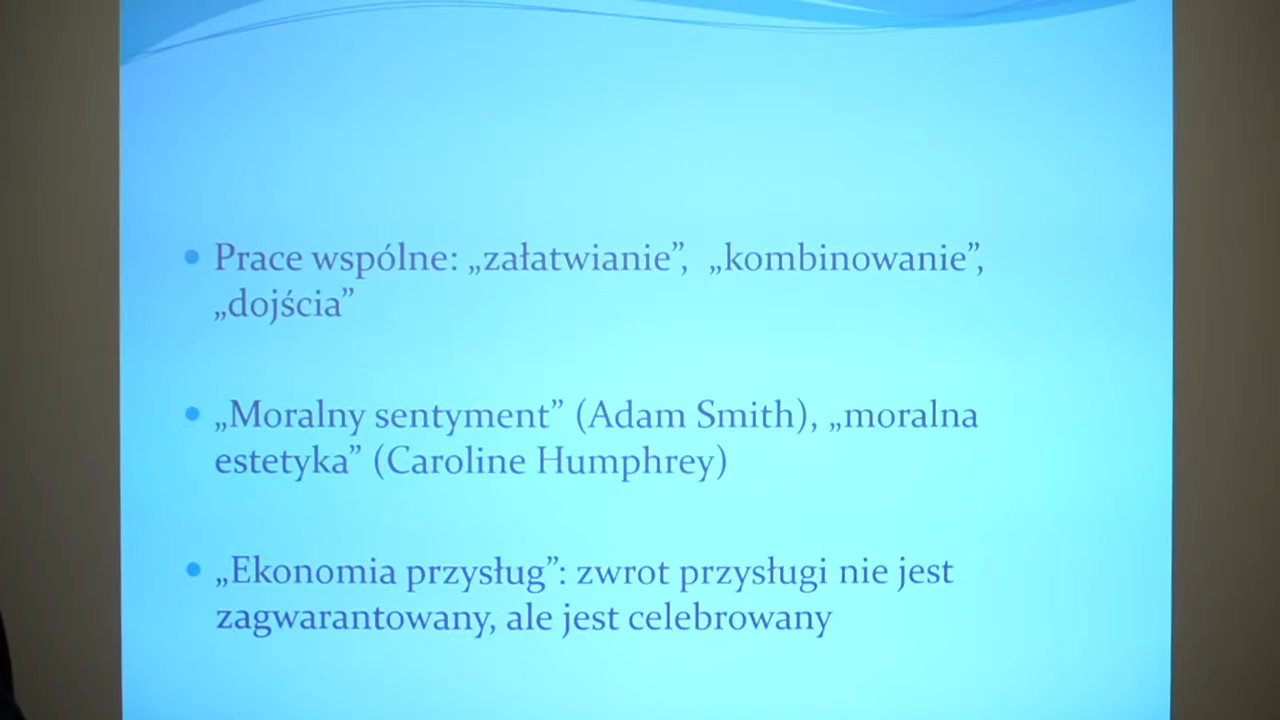 • Prace wspólne: „załatwianie”, „kombinowanie”,
„dojścia”
• „Moralny sentyment” (Adam Smith), „moralna
estetyka” (Caroline Humphrey)
• „Ekonomia przysług”: zwrot przysługi nie jest
zagwarantowany, ale jest celebrowany